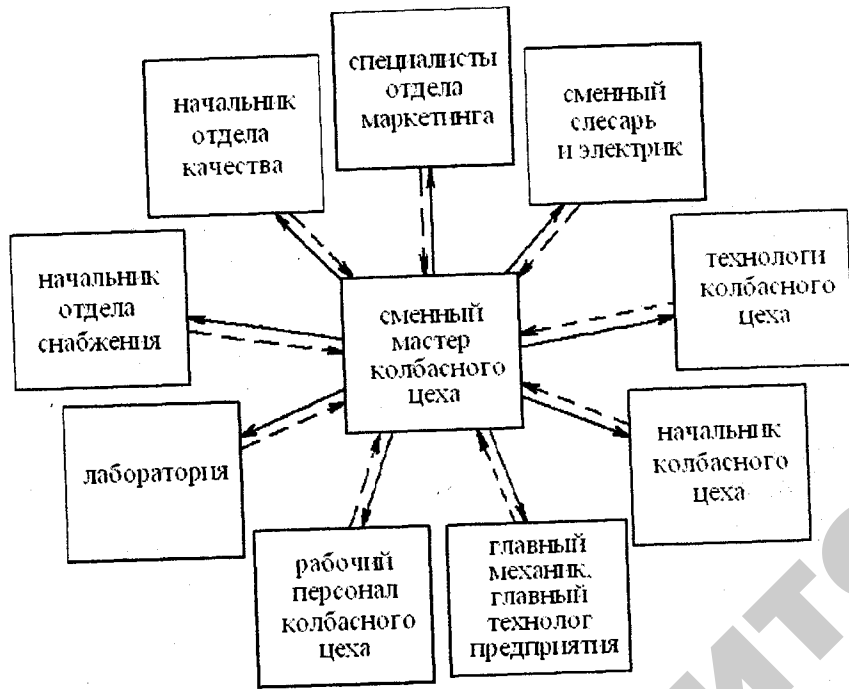 специалисты
отдела
маркетинга
начальник
отдела
качества
сменный
слесарь
и электрик
начальник
отдела
снабжения
сменный
мастер
колбасного
цеха
технологи
колбасного
цеха
лаборатория
начальник
колбасного
цеха
рабочий
персонал
колбасного
цеха
главный
механик,
главный
технолог
предприятия
ИТО